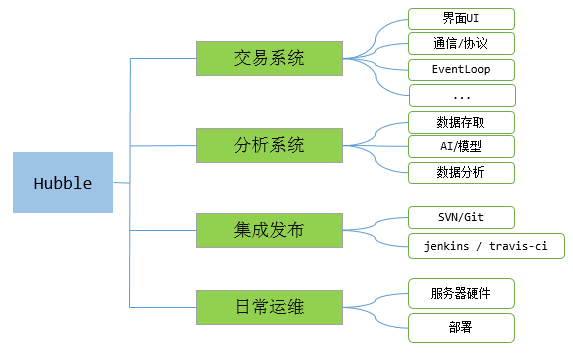 Hubble
交易系统
界面UI
通信/协议
EventLoop
...
分析系统
数据存取
AI/模型
数据分析
集成发布
SVN/Git
jenkins / travis-ci
日常运维
服务器硬件
部署